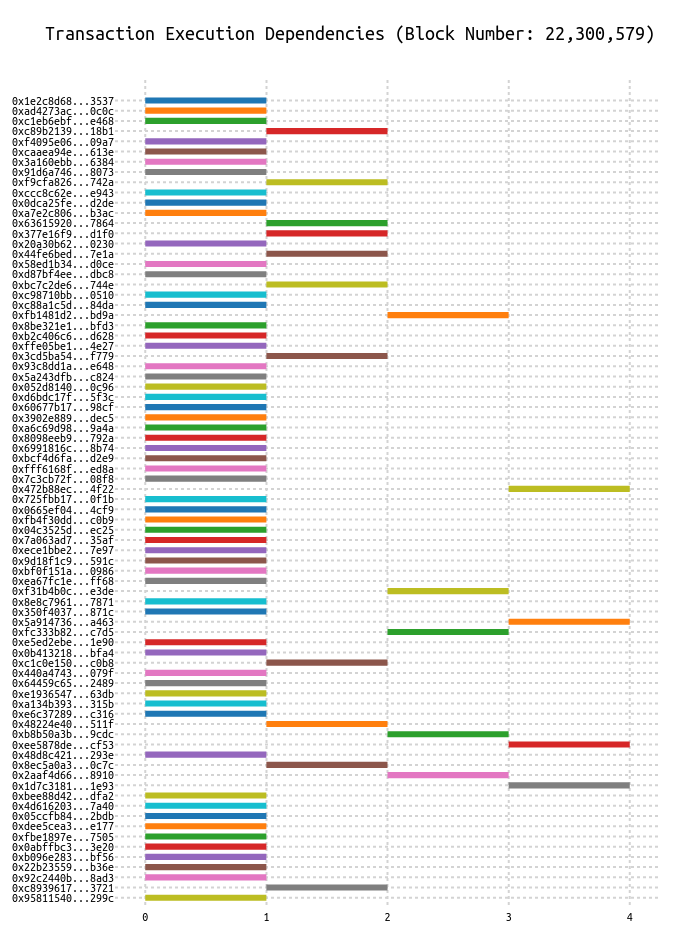 Transaction Execution Dependencies (Block Number: 22,300,579)
0x1e2c8d68...3537
0xad4273ac...0c0c
0xc1eb6ebf...e468
0xc89b2139...18b1
0xf4095e06...09a7
0xcaaea94e...613e
0x3a160ebb...6384
0x91d6a746...8073
0xf9cfa826...742a
0xccc8c62e...e943
0x0dca25fe...d2de
0xa7e2c806...b3ac
0x63615920...7864
0x377e16f9...d1f0
0x20a30b62...0230
0x44fe6bed...7e1a
0x58ed1b34...d0ce
0xd87bf4ee...dbc8
0xbc7c2de6...744e
0xc98710bb...0510
0xc88a1c5d...84da
0xfb1481d2...bd9a
0x8be321e1...bfd3
0xb2c406c6...d628
0xffe05be1...4e27
0x3cd5ba54...f779
0x93c8dd1a...e648
0x5a243dfb...c824
0x052d8140...0c96
0xd6bdc17f...5f3c
0x60677b17...98cf
0x3902e889...dec5
0xa6c69d98...9a4a
0x8098eeb9...792a
0x6991816c...8b74
0xbcf4d6fa...d2e9
0xfff6168f...ed8a
0x7c3cb72f...08f8
0x472b88ec...4f22
0x725fbb17...0f1b
0x0665ef04...4cf9
0xfb4f30dd...c0b9
0x04c3525d...ec25
0x7a063ad7...35af
0xece1bbe2...7e97
0x9d18f1c9...591c
0xbf0f151a...0986
0xea67fc1e...ff68
0xf31b4b0c...e3de
0x8e8c7961...7871
0x350f4037...871c
0x5a914736...a463
0xfc333b82...c7d5
0xe5ed2ebe...1e90
0x0b413218...bfa4
0xc1c0e150...c0b8
0x440a4743...079f
0x64459c65...2489
0xe1936547...63db
0xa134b393...315b
0xe6c37289...c316
0x48224e40...511f
0xb8b50a3b...9cdc
0xee5878de...cf53
0x48d8c421...293e
0x8ec5a0a3...0c7c
0x2aaf4d66...8910
0x1d7c3181...1e93
0xbee88d42...dfa2
0x4d616203...7a40
0x05ccfb84...2bdb
0xdee5cea3...e177
0xfbe1897e...7505
0x0abffbc3...3e20
0xb096e283...bf56
0x22b23559...b36e
0x92c2440b...8ad3
0xc8939617...3721
0x95811540...299c
0 1 2 3 4